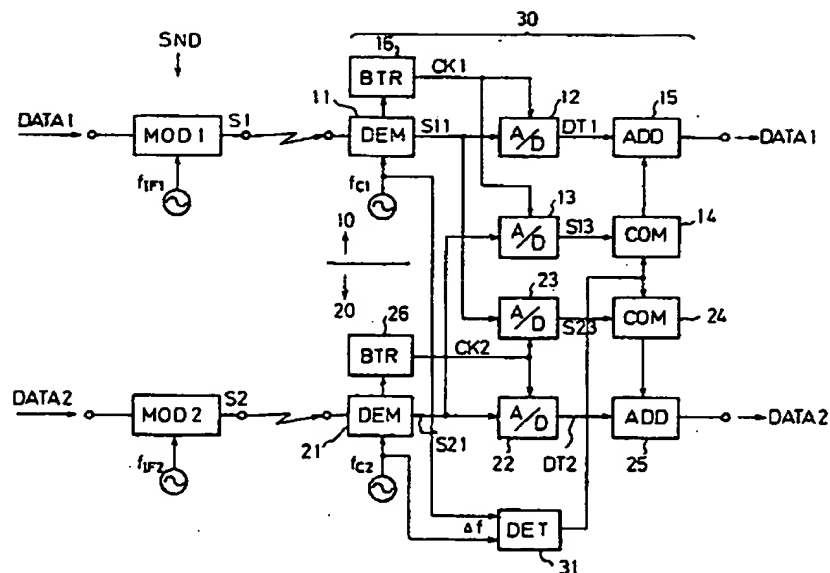 30
SND
16
BTR
CK1
11
12
15
DATA1
MOD1
S1
DEM
S11
A/D
DT1
ADD
DATA1
fIF1
fC1
13
14
10
A/D
S13
COM
23
20
26
A/D
S23
COM
24
BTR
CK2
DATA2
MOD2
S2
DEM
A/D
ADD
DATA2
21
S21
22
DT2
25
fIF2
fC2
Δf
DET
31